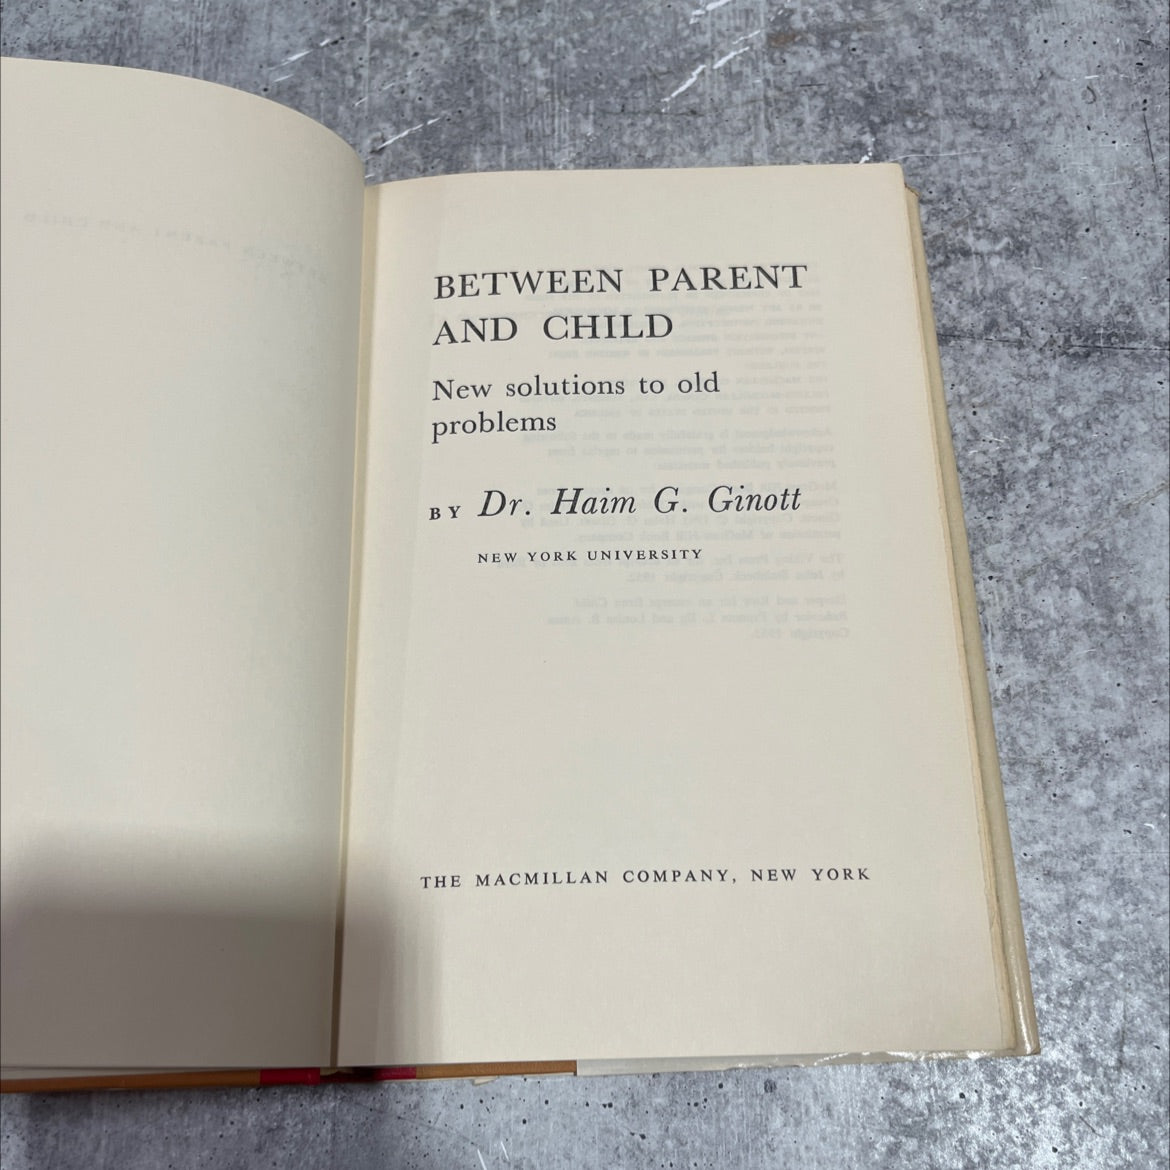 BETWEEN PARENT
AND CHILD
New solutions to old
problems
BY Dr. Haim G. Ginott
NEW YORK UNIVERSITY
THE MACMILLAN COMPANY, NEW YORK